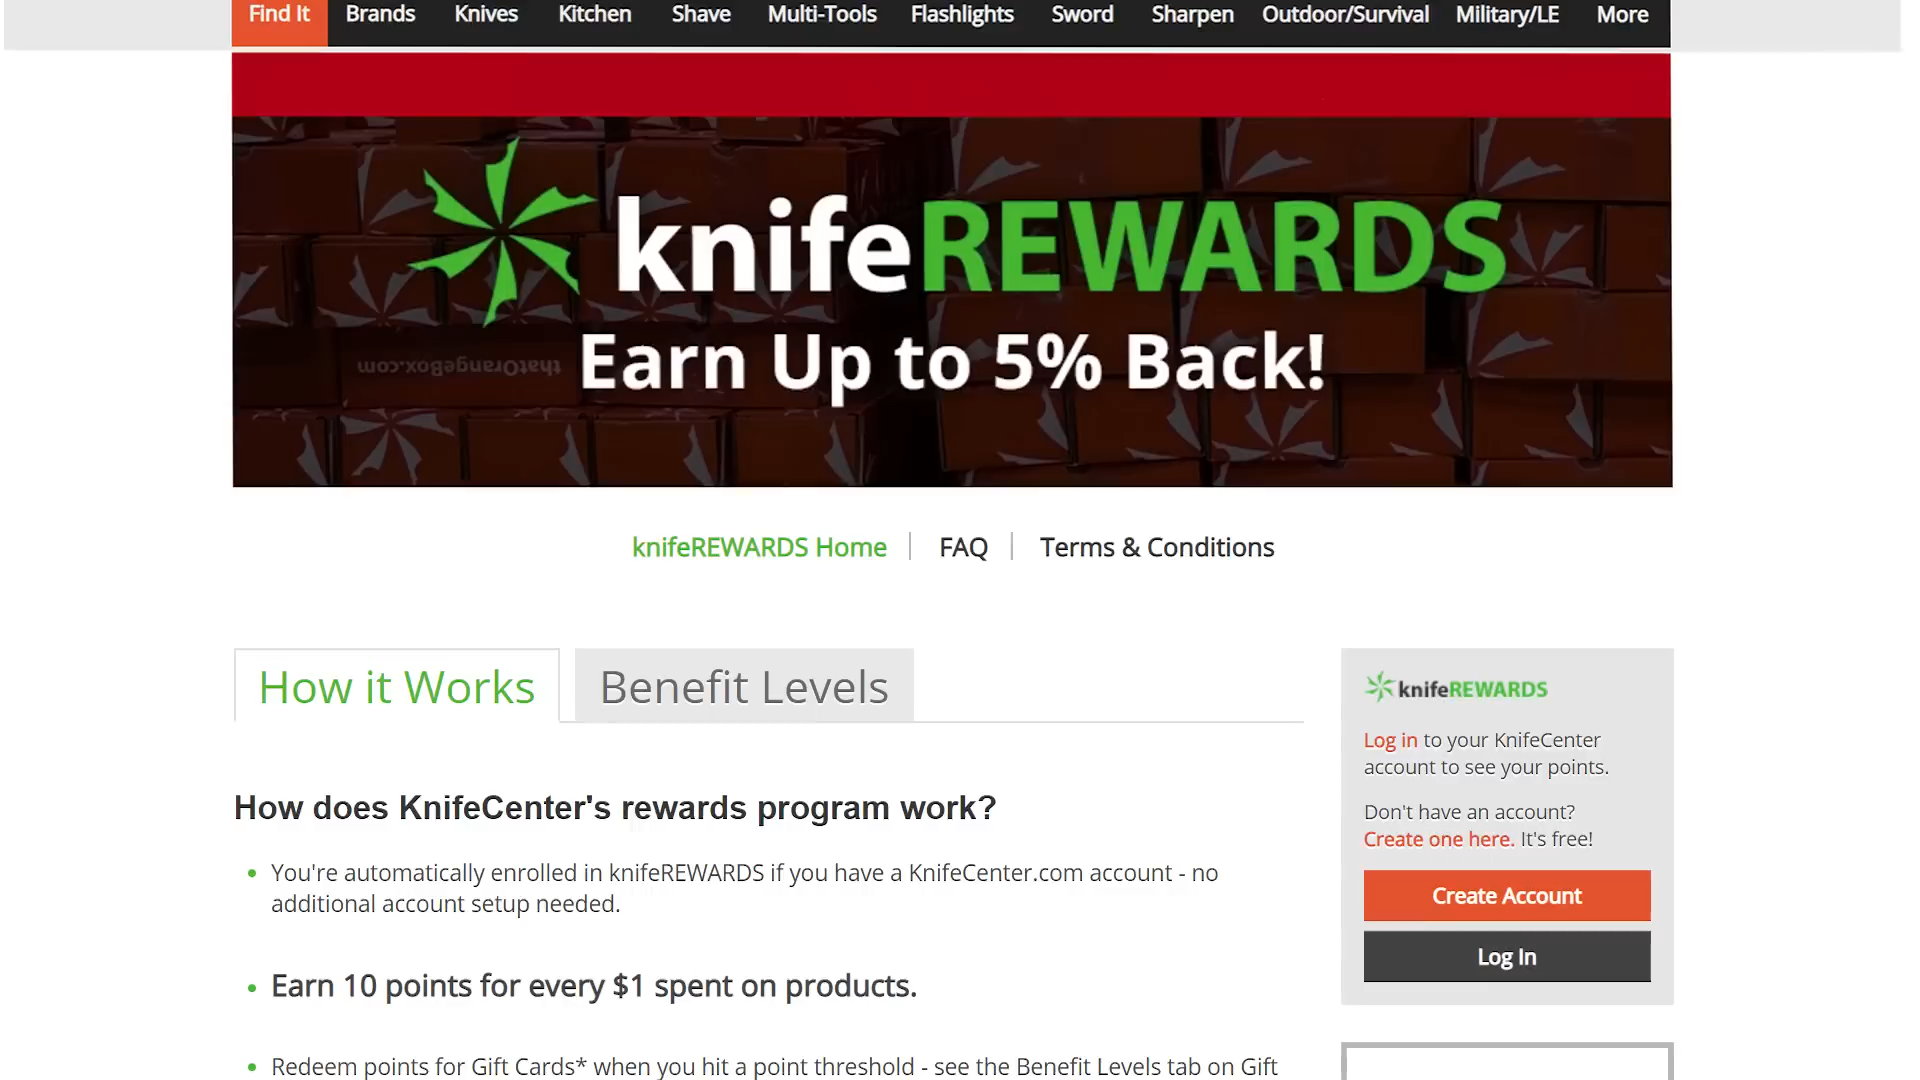 Find It Brands Knives Kitchen Shave Multi-Tools Flashlights Sword Sharpen Outdoor/Survival Military/LE More
knifeREWARDS
thatOrangeBox.com
Earn Up to 5% Back!
knifeREWARDS Home | FAQ | Terms & Conditions
How it Works
Benefit Levels
How does KnifeCenter's rewards program work?
• You're automatically enrolled in knifeREWARDS if you have a KnifeCenter.com account - no
additional account setup needed.
• Earn 10 points for every $1 spent on products.
• Redeem points for Gift Cards* when you hit a point threshold - see the Benefit Levels tab on Gift
knifeREWARDS
Log in to your KnifeCenter
account to see your points.
Don't have an account?
Create one here. It's free!
Create Account
Log In